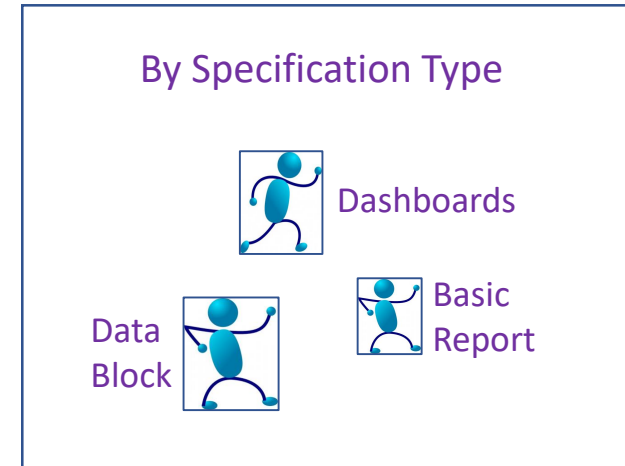 By Specification Type
Dashboards
Basic
Report
Data
Block